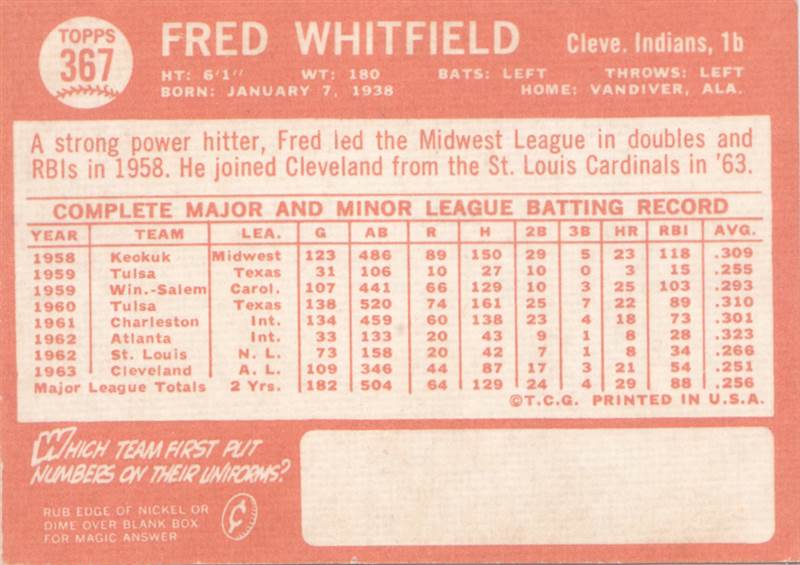 TOPPS
367
FRED WHITFIELD Cleve. Indians, 1b
HT: 6'1" WT: 180 BATS: LEFT THROWS: LEFT
BORN: JANUARY 7, 1938 HOME: VANDIVER, ALA.
A strong power hitter, Fred led the Midwest League in doubles and
RBIs in 1958. He joined Cleveland from the St. Louis Cardinals in '63.
COMPLETE MAJOR AND MINOR LEAGUE BATTING RECORD
YEAR TEAM LEA. G AB R H 2B 3B HR RBI AVG.
1958 Keokuk Midwest 123 486 89 150 29 5 23 118 .309
1959 Tulsa Texas 31 106 10 27 10 0 3 15 .255
1959 Win.-Salem Carol. 107 441 66 129 10 3 25 103 .293
1960 Tulsa Texas 138 520 74 161 25 7 22 89 .310
1961 Charleston Int. 134 459 60 138 23 4 18 73 .301
1962 Atlanta Int. 33 133 20 43 9 1 8 28 .323
1962 St. Louis N. L. 73 158 20 42 7 1 8 34 .266
1963 Cleveland A. L. 109 346 44 87 17 3 21 54 .251
Major League Totals 2 Yrs. 182 504 64 129 24 4 29 88 .256
©T.C.G. PRINTED IN U.S.A.
WHICH TEAM FIRST PUT
NUMBERS ON THEIR UNIFORMS?
RUB EDGE OF NICKEL OR
DIME OVER BLANK BOX
FOR MAGIC ANSWER
¢